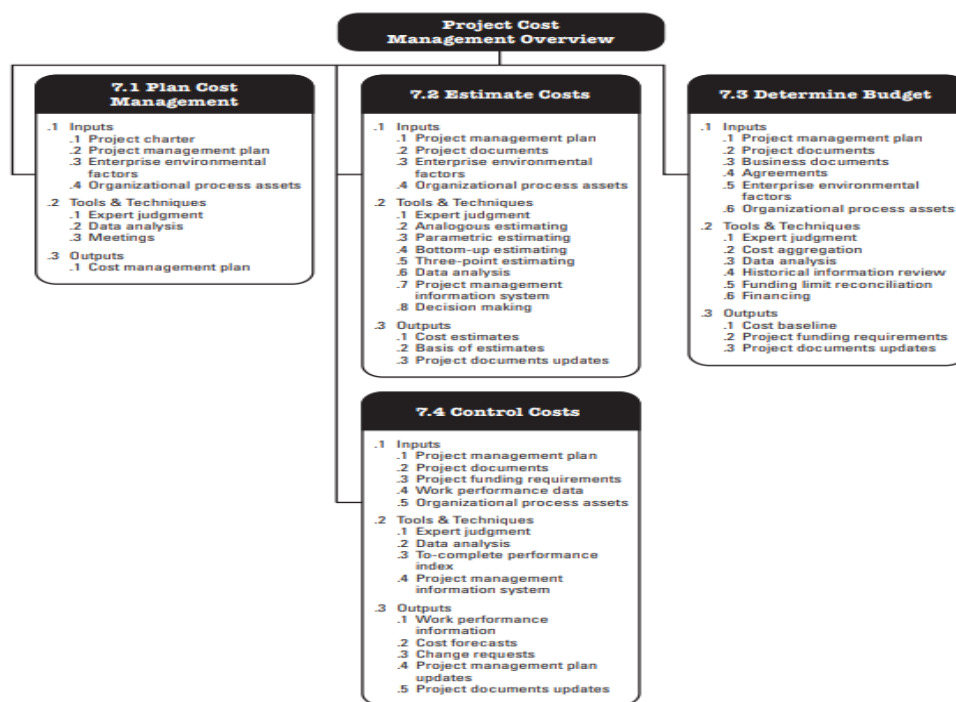 Project Cost
Management Overview
7.1 Plan Cost
Management
.1 Inputs
.1 Project charter
.2 Project management plan
.3 Enterprise environmental
factors
.4 Organizational process assets
.2 Tools & Techniques
.1 Expert judgment
.2 Data analysis
.3 Meetings
.3 Outputs
.1 Cost management plan
7.2 Estimate Costs
.1 Inputs
.1 Project management plan
.2 Project documents
.3 Enterprise environmental
factors
.4 Organizational process assets
.2 Tools & Techniques
.1 Expert judgment
.2 Analogous estimating
.3 Parametric estimating
.4 Bottom-up estimating
.5 Three-point estimating
.6 Data analysis
.7 Project management
information system
.8 Decision making
.3 Outputs
.1 Cost estimates
.2 Basis of estimates
.3 Project documents updates
7.3 Determine Budget
.1 Inputs
.1 Project management plan
.2 Project documents
.3 Business documents
.4 Agreements
.5 Enterprise environmental
factors
.6 Organizational process assets
.2 Tools & Techniques
.1 Expert judgment
.2 Cost aggregation
.3 Data analysis
.4 Historical information review
.5 Funding limit reconciliation
.6 Financing
.3 Outputs
.1 Cost baseline
.2 Project funding requirements
.3 Project documents updates
7.4 Control Costs
.1 Inputs
.1 Project management plan
.2 Project documents
.3 Project funding requirements
.4 Work performance data
.5 Organizational process assets
.2 Tools & Techniques
.1 Expert judgment
.2 Data analysis
.3 To-complete performance
index
.4 Project management
information system
.3 Outputs
.1 Work performance
information
.2 Cost forecasts
.3 Change requests
.4 Project management plan
updates
.5 Project documents updates